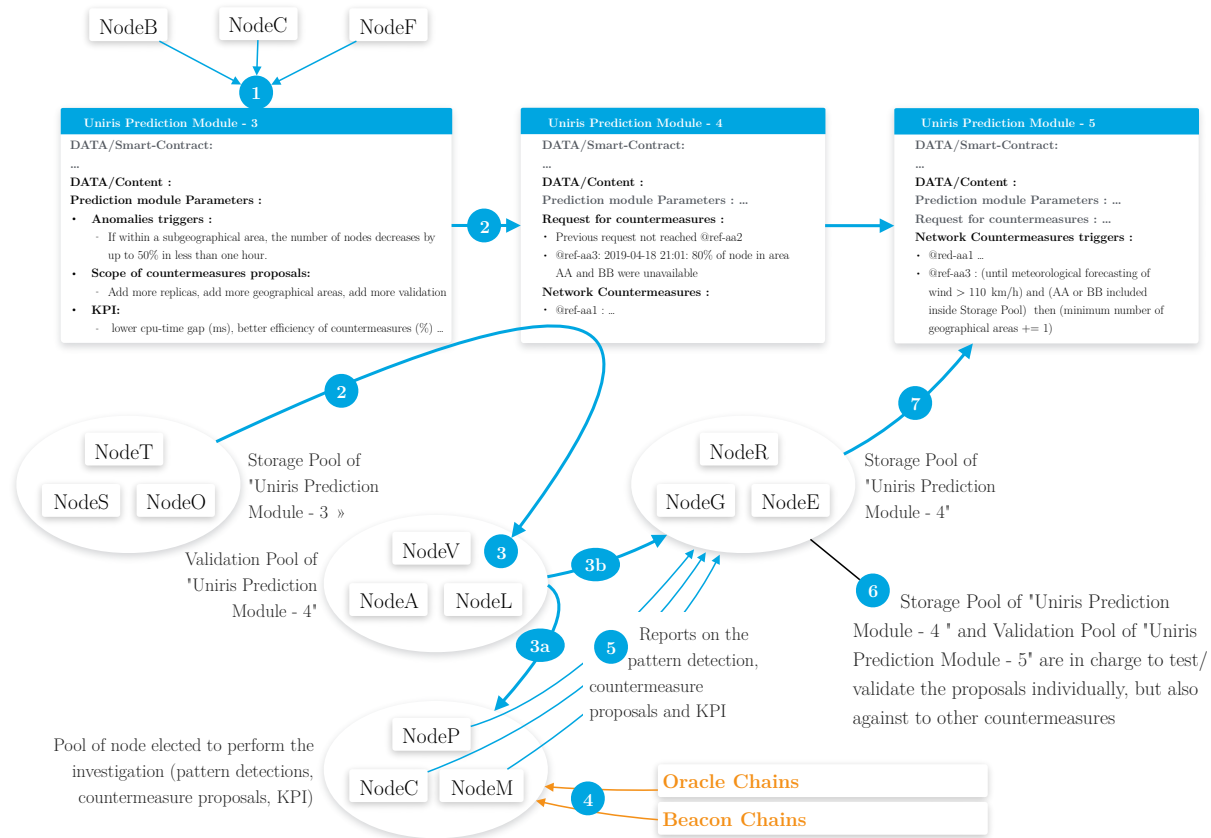 NodeB
NodeC
NodeF
1
Uniris Prediction Module - 3
DATA/Smart-Contract:
...
DATA/Content :
Prediction module Parameters :
• Anomalies triggers :
- If within a subgeographical area, the number of nodes decreases by
up to 50% in less than one hour.
• Scope of countermeasures proposals:
- Add more replicas, add more geographical areas, add more validation
• KPI:
- lower cpu-time gap (ms), better efficiency of countermeasures (%) ...
2
Uniris Prediction Module - 4
DATA/Smart-Contract:
...
DATA/Content :
Prediction module Parameters : ...
Request for countermeasures :
• Previous request not reached @ref-aa2
• @ref-aa3: 2019-04-18 21:01: 80% of node in area
AA and BB were unavailable
Network Countermeasures :
• @ref-aa1 : ...
Uniris Prediction Module - 5
DATA/Smart-Contract:
...
DATA/Content :
Prediction module Parameters : ...
Request for countermeasures : ...
Network Countermeasures triggers :
• @red-aa1 ...
• @ref-aa3 : (until meteorological forecasting of
wind > 110 km/h) and (AA or BB included
inside Storage Pool) then (minimum number of
geographical areas += 1)
2
NodeT
NodeS
NodeO
Storage Pool of
"Uniris Prediction
Module - 3 »
Validation Pool of
"Uniris Prediction
Module - 4"
NodeV
3
NodeA
NodeL
3b
3a
NodeR
NodeG
NodeE
Storage Pool of
"Uniris Prediction
Module - 4"
7
6
Storage Pool of "Uniris Prediction
Module - 4 " and Validation Pool of "Uniris
Prediction Module - 5" are in charge to test/
validate the proposals individually, but also
against to other countermeasures
5
Reports on the
pattern detection,
countermeasure
proposals and KPI
Pool of node elected to perform the
investigation (pattern detections,
countermeasure proposals, KPI)
NodeP
NodeC
NodeM
4
Oracle Chains
Beacon Chains